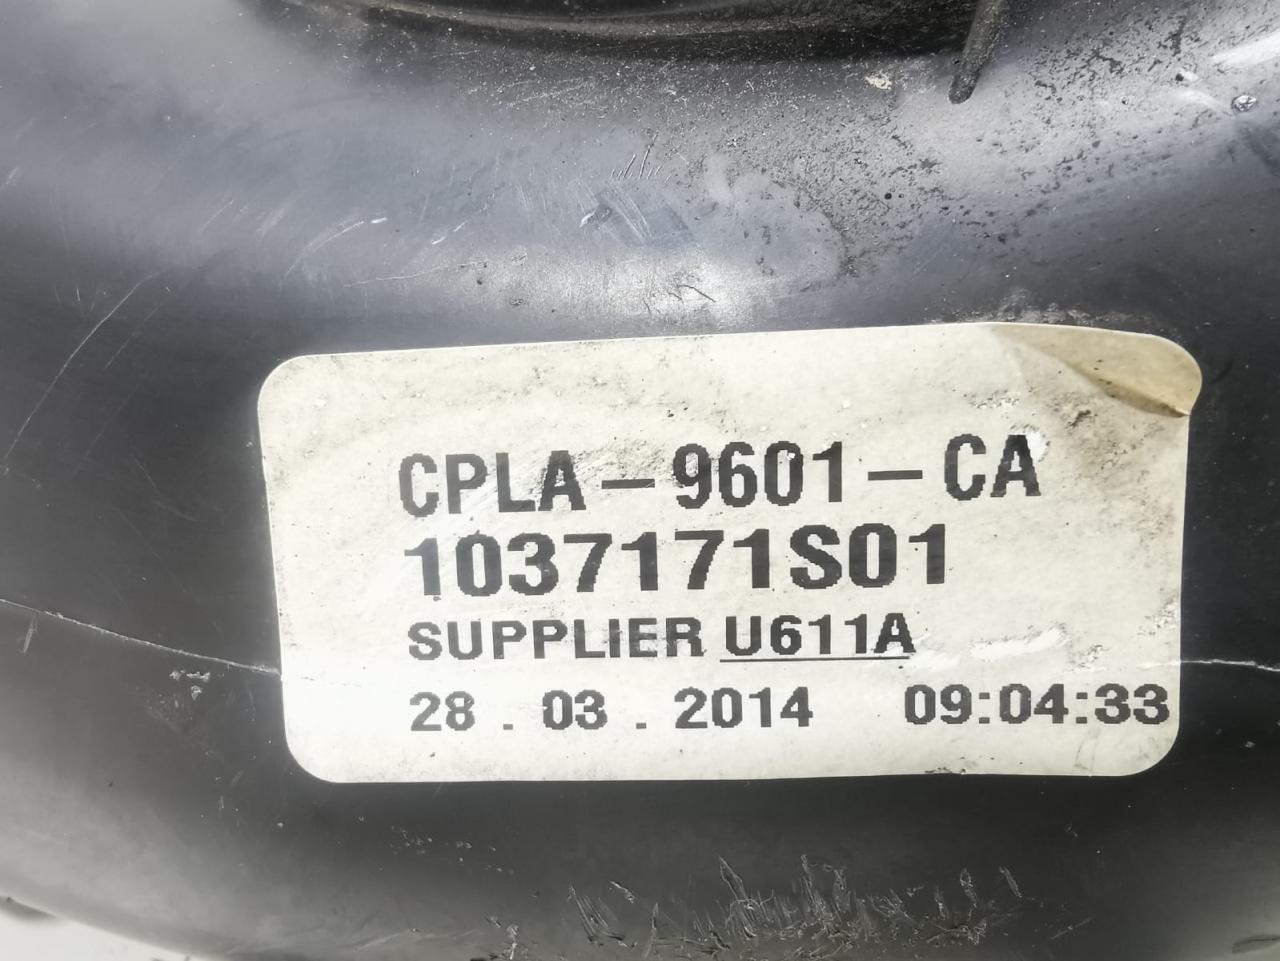 CPLA-9601-CA
1037171S01
SUPPLIER U611A
28.03.2014 09:04:33